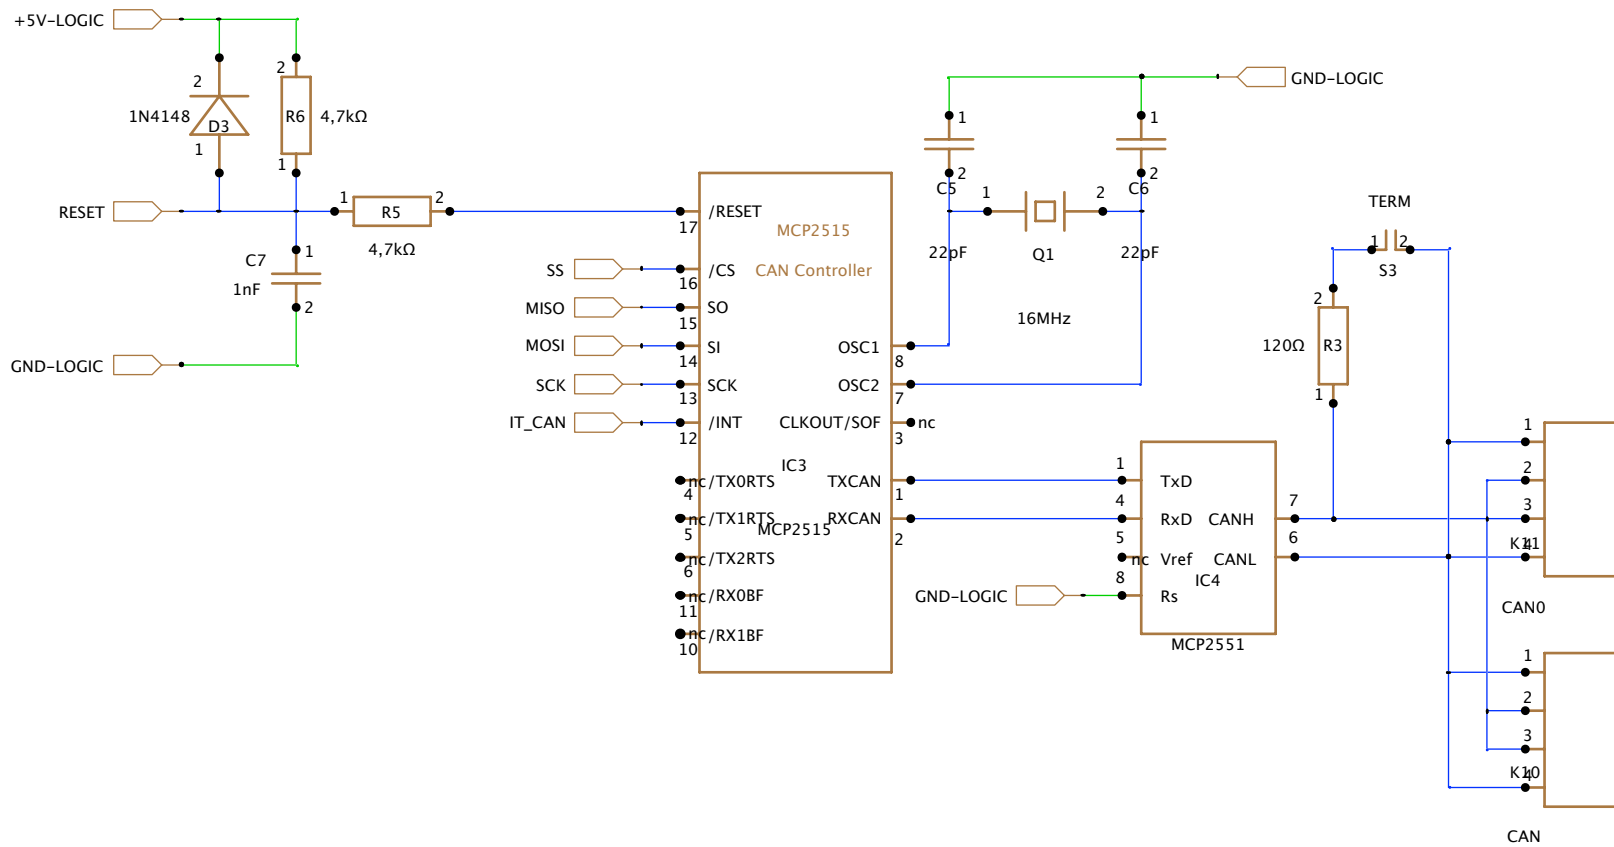 +5V-LOGIC
2
1N4148
D3
1
2
R6
4,7kΩ
1
RESET
1
R5
2
4,7kΩ
C7
1
1nF
2
GND-LOGIC
SS
MISO
MOSI
SCK
IT_CAN
MCP2515
CAN Controller
/RESET
17
/CS
16
SO
15
SI
14
SCK
13
/INT
12
nc /TX0RTS
4
nc /TX1RTS
5
nc /TX2RTS
6
nc /RX0BF
11
nc /RX1BF
10
IC3
MCP2515
OSC1
8
OSC2
7
CLKOUT/SOF
nc
3
TXCAN
1
RXCAN
2
GND-LOGIC
1
2
C5
22pF
1
2
C6
22pF
1
2
Q1
16MHz
1
TxD
4
RxD
5
nc Vref
8
Rs
GND-LOGIC
CANH
7
CANL
6
IC4
MCP2551
TERM
1
2
S3
2
120Ω
R3
1
1
2
3
K11
4
CAN0
1
2
3
K10
4
CAN